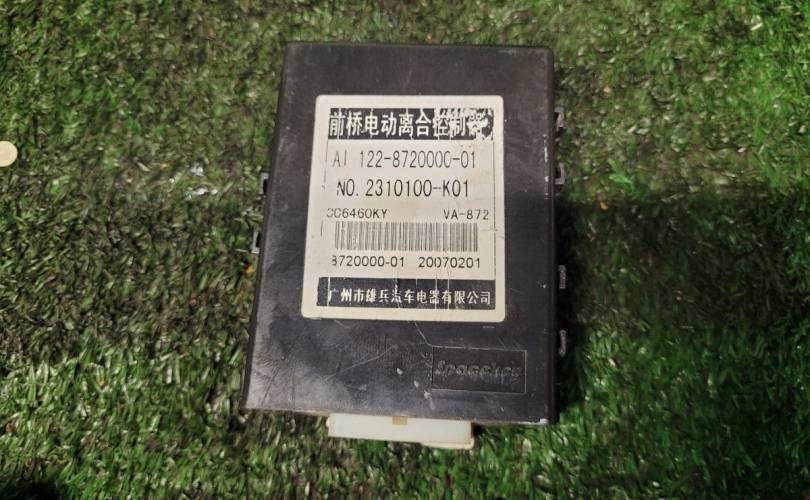 前桥电动离合控制器
AI 122-8720000-01
NO. 2310100-K01
CC6460KY VA-872
8720000-01 20070201
广州市雄兵汽车电器有限公司
Spacekey